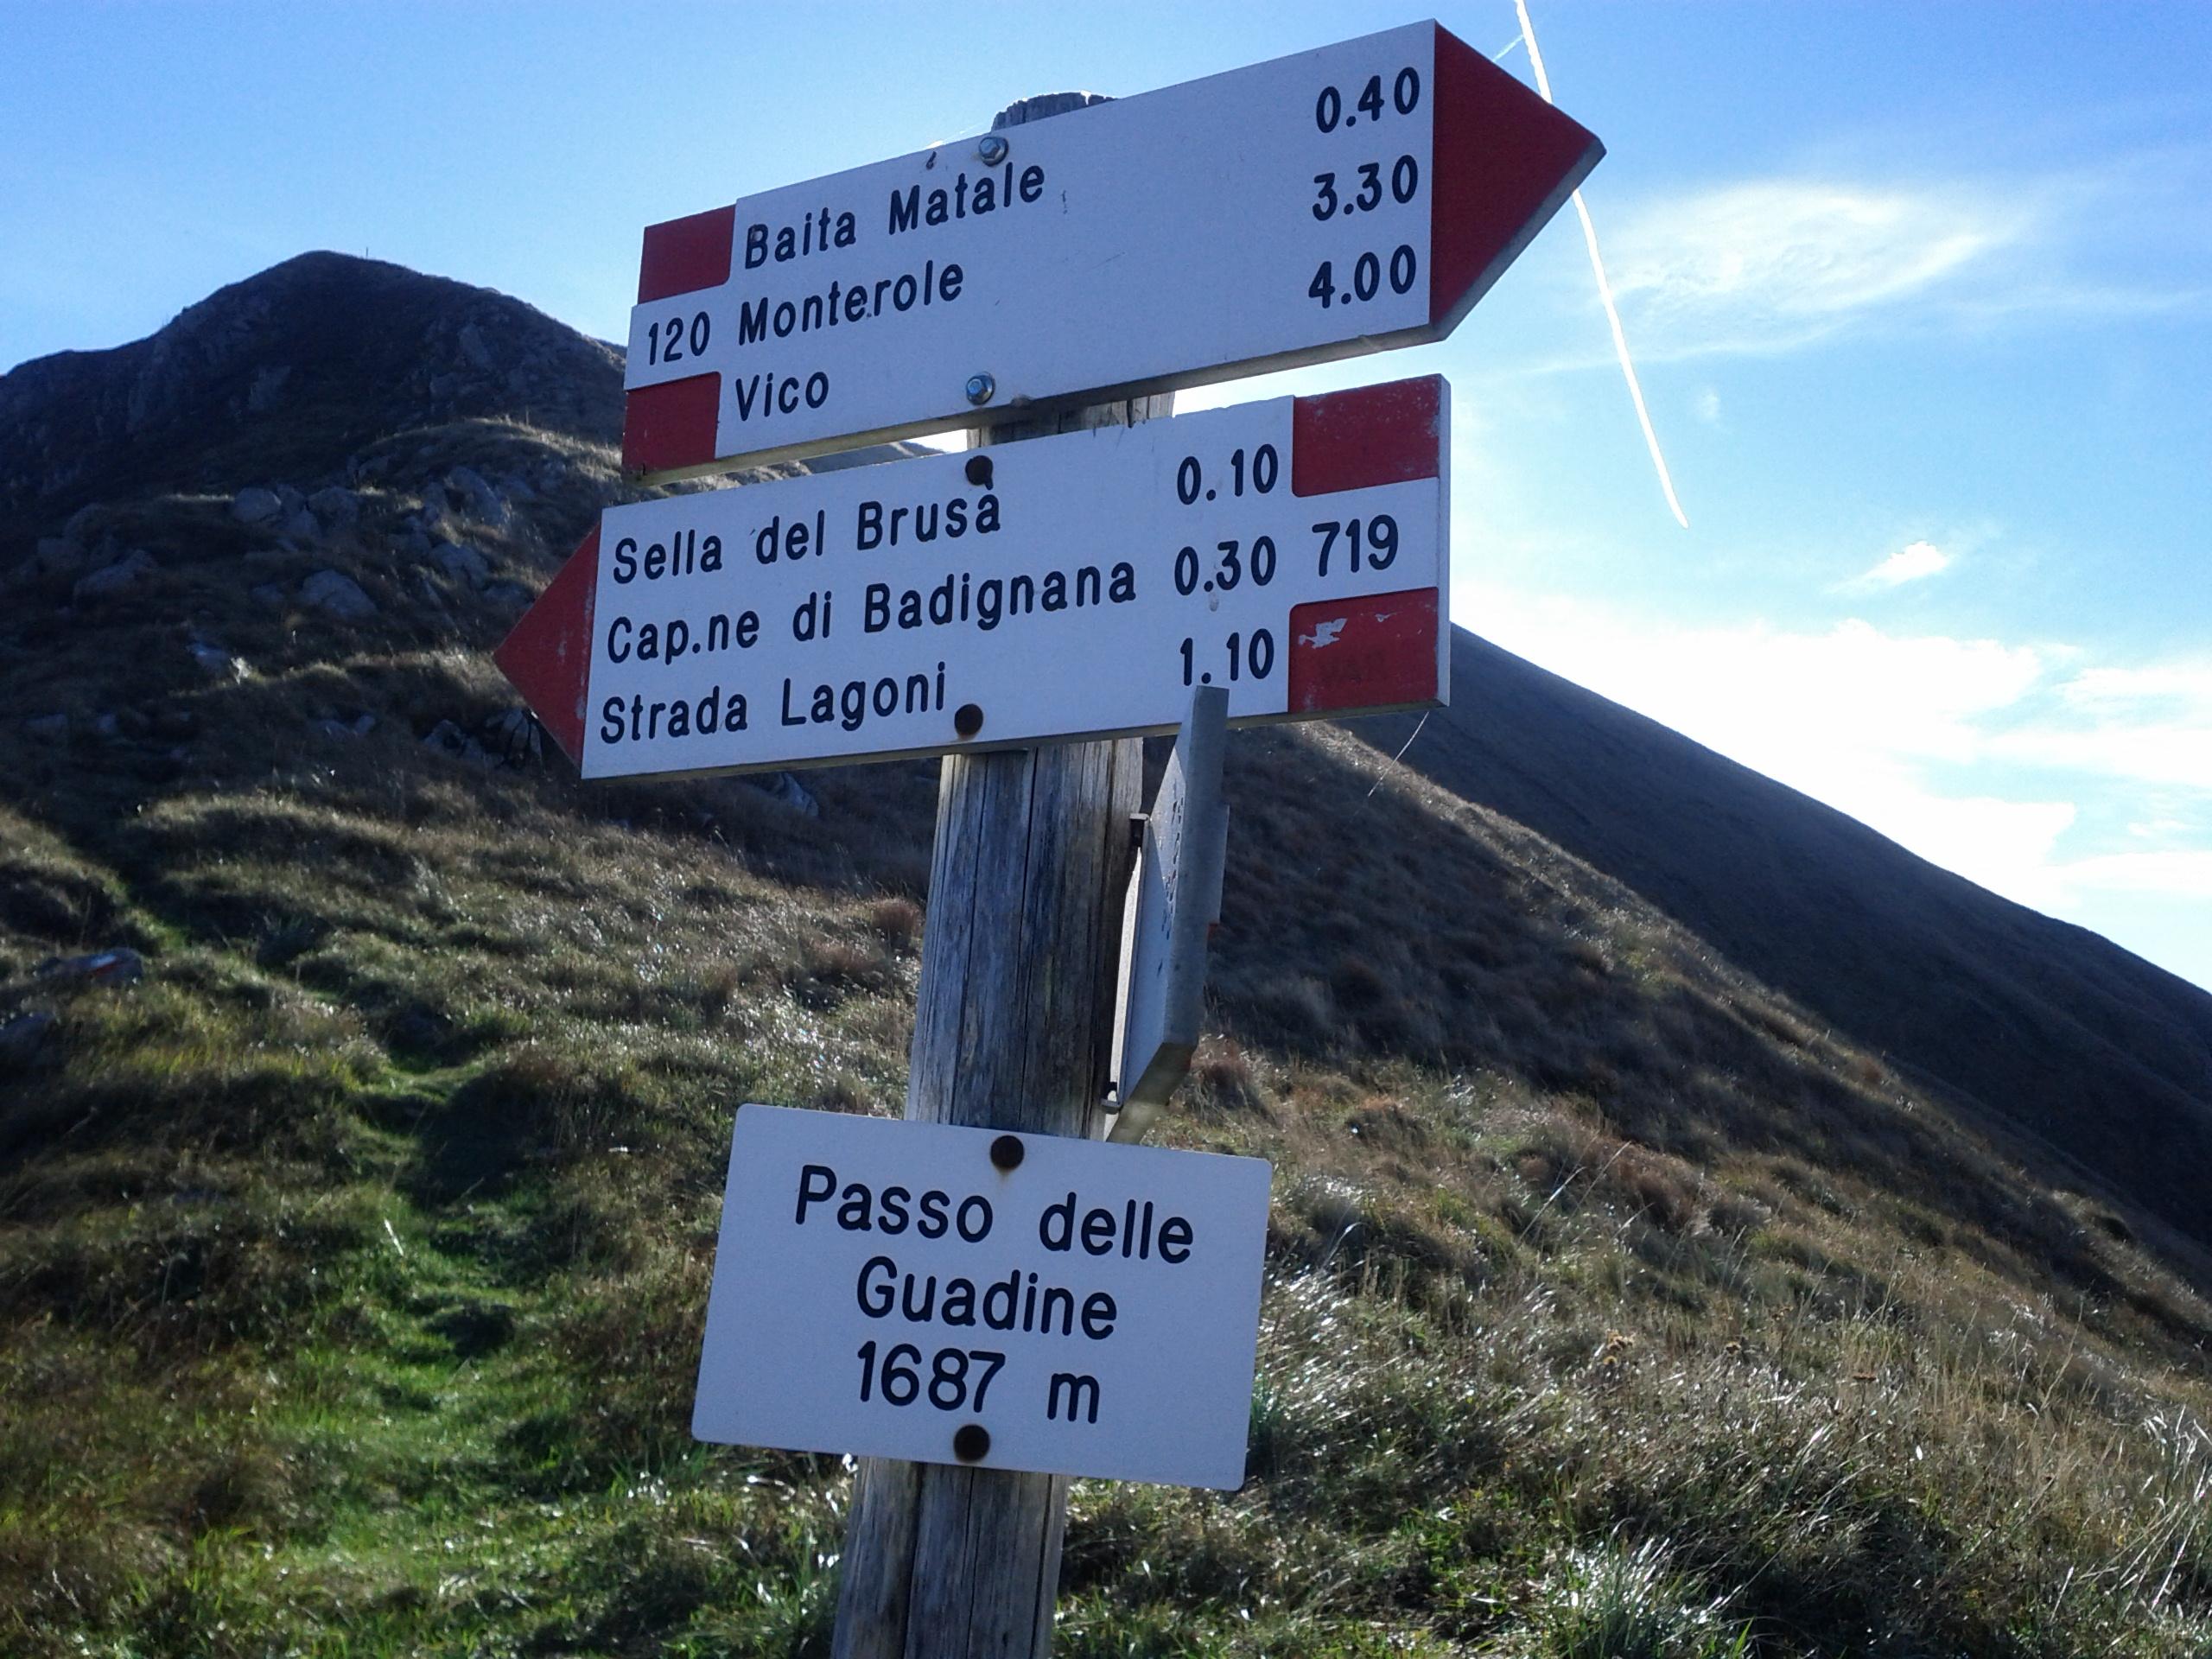 Baita Matale 0.40
120 Monterole 3.30
Vico 4.00
Sella del Brusà 0.10
Cap.ne di Badignana 0.30 719
Strada Lagoni 1.10
Passo delle
Guadine
1687 m